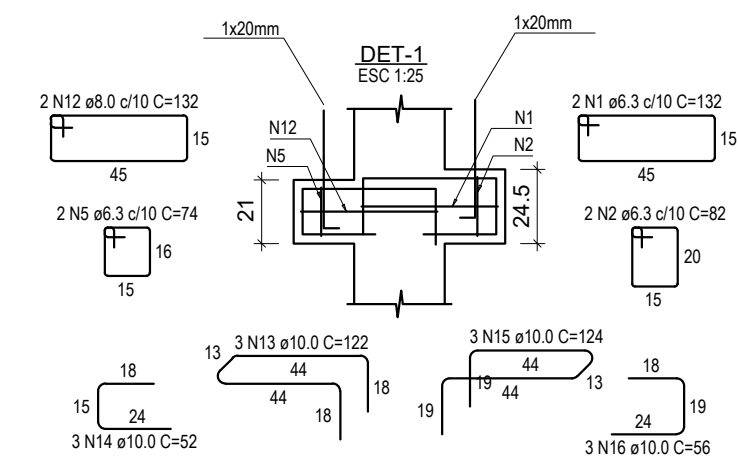 1x20mm
1x20mm
DET-1
ESC 1:25
2 N12 ø8.0 c/10 C=132
15
45
2 N1 ø6.3 c/10 C=132
15
45
N12
N5
N1
N2
2 N5 ø6.3 c/10 C=74
16
15
21
24.5
2 N2 ø6.3 c/10 C=82
20
15
3 N13 ø10.0 C=122
13
44
44
18
18
3 N15 ø10.0 C=124
44
19
44
13
19
18
15
24
3 N14 ø10.0 C=52
18
19
24
3 N16 ø10.0 C=56